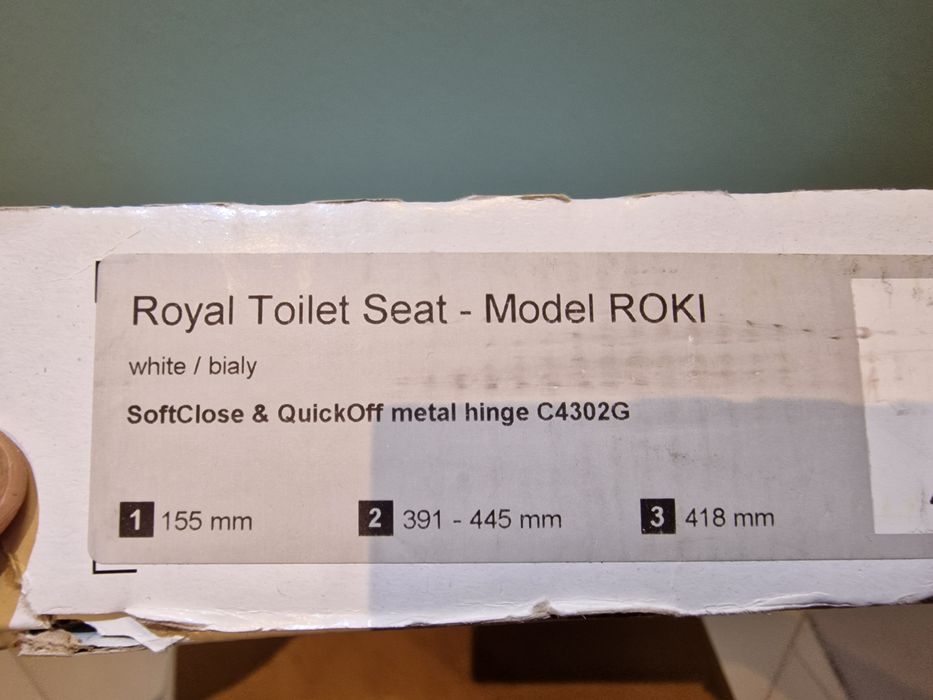 Royal Toilet Seat - Model ROKI
white / bialy
SoftClose & QuickOff metal hinge C4302G
1 155 mm 2 391 - 445 mm 3 418 mm